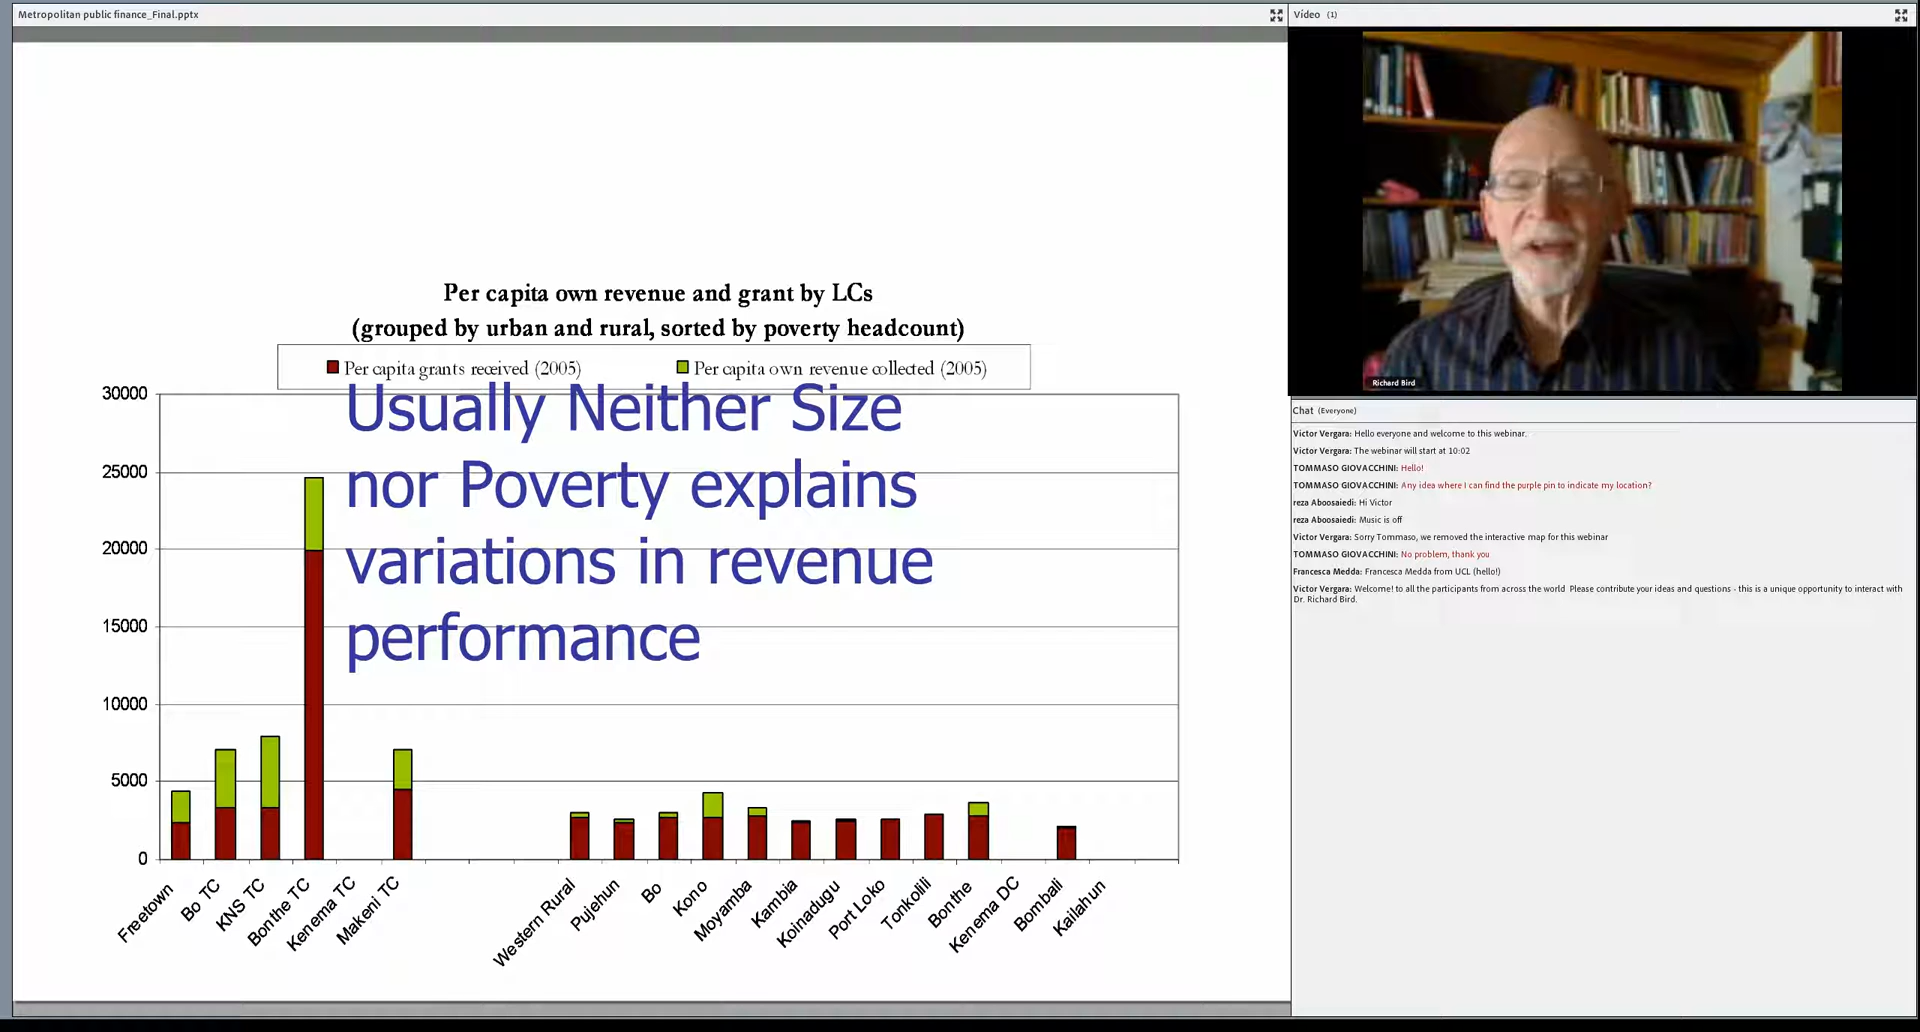 Metropolitan public finance_Final.pptx
Per capita own revenue and grant by LCs
(grouped by urban and rural, sorted by poverty headcount)
Per capita grants received (2005)
Per capita own revenue collected (2005)
Usually Neither Size
nor Poverty explains
variations in revenue
performance
30000
25000
20000
15000
10000
5000
0
Freetown
Bo TC
KNS TC
Bonthe TC
Kenema TC
Makeni TC
Western Rural
Pujehun
Bo
Kono
Moyamba
Kambia
Koinadugu
Port Loko
Tonkolili
Bonthe
Kenema DC
Bombali
Kailahun
Video (1)
Richard Bird
Chat (Everyone)
Victor Vergara: Hello everyone and welcome to this webinar.
Victor Vergara: The webinar will start at 10:02
TOMMASO GIOVACCHINI: Hello!
TOMMASO GIOVACCHINI: Any idea where I can find the purple pin to indicate my location?
reza Aboosaiedi: Hi Victor
reza Aboosaiedi: Music is off
Victor Vergara: Sorry Tommaso, we removed the interactive map for this webinar
TOMMASO GIOVACCHINI: No problem, thank you
Francesca Medda: Francesca Medda from UCL (hello!)
Victor Vergara: Welcome! to all the participants from across the world Please contribute your ideas and questions - this is a unique opportunity to interact with
Dr. Richard Bird.